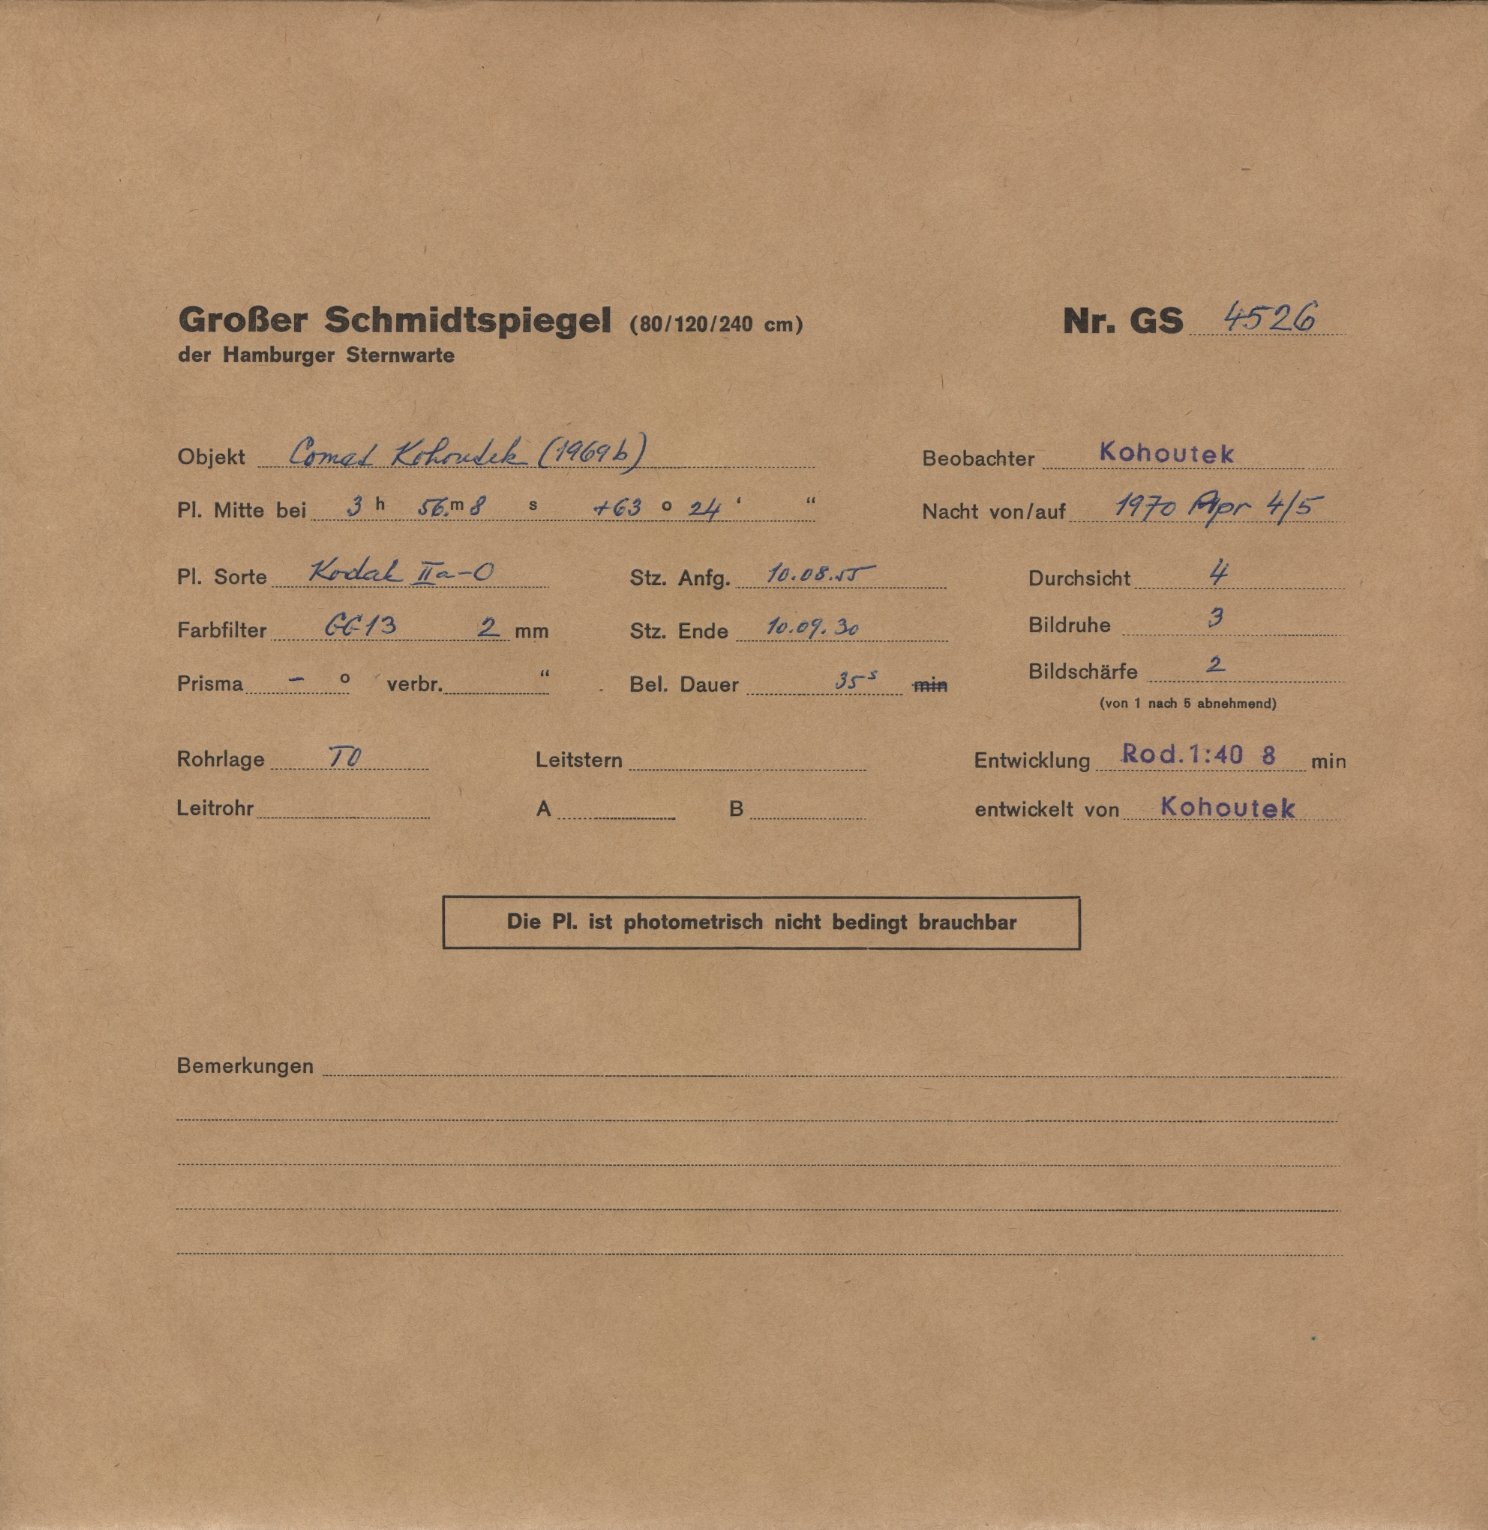 Großer Schmidtspiegel (80/120/240 cm) Nr. GS 4526
der Hamburger Sternwarte
Objekt Comet Kohoutek (1969b) Beobachter Kohoutek
Pl. Mitte bei 3 h 56.m 8 s +63 o 24 ' " Nacht von/auf 1970 Apr 4/5
Pl. Sorte Kodak IIa-O Stz. Anfg. 10.08.55 Durchsicht 4
Farbfilter GG13 2 mm Stz. Ende 10.09.30 Bildruhe 3
Prisma – o verbr. " Bel. Dauer 35s min Bildschärfe 2
(von 1 nach 5 abnehmend)
Rohrlage TO Leitstern Entwicklung Rod.1:40 8 min
Leitrohr A B entwickelt von Kohoutek
Die Pl. ist photometrisch nicht bedingt brauchbar
Bemerkungen